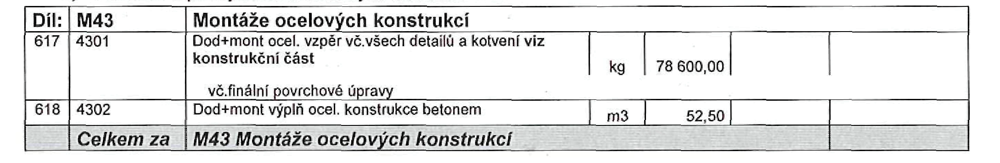 Díl: M43 Montáže ocelových konstrukcí
617 4301 Dod+mont ocel. vzpěr vč.všech detailů a kotvení viz
konstrukční část
kg 78 600,00
vč.finální povrchové úpravy
618 4302 Dod+mont výplň ocel. konstrukce betonem
m3 52,50
Celkem za M43 Montáže ocelových konstrukcí